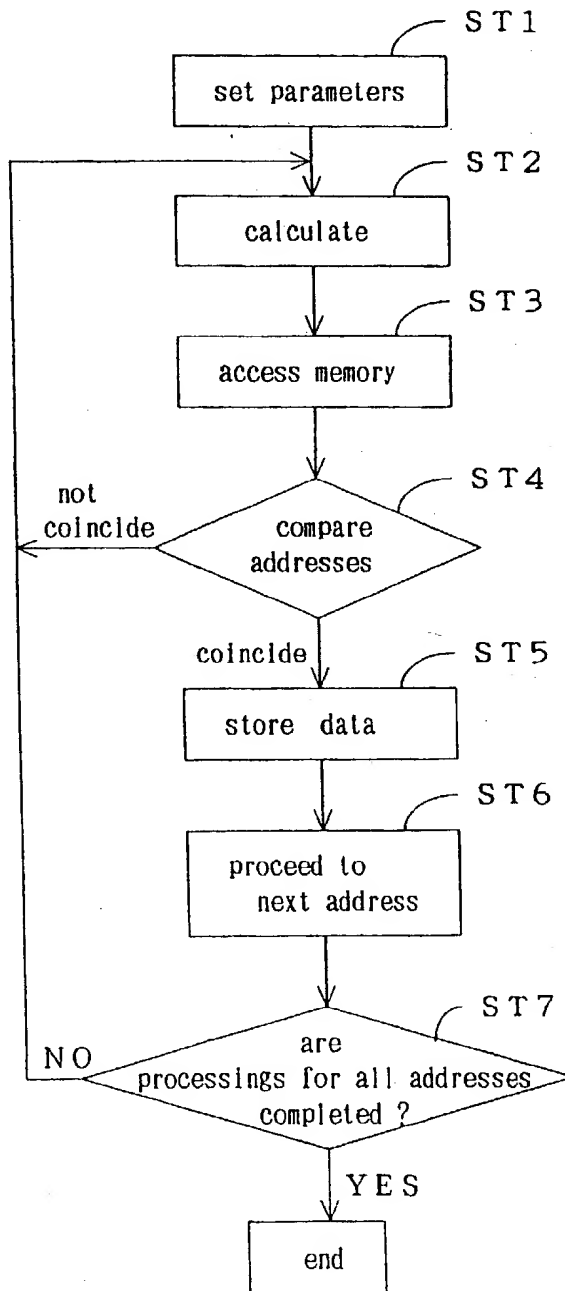 ST1
set parameters
ST2
calculate
ST3
access memory
ST4
not
coincide
compare
addresses
coincide
ST5
store data
ST6
proceed to
next address
ST7
NO
are
processings for all addresses
completed ?
YES
end